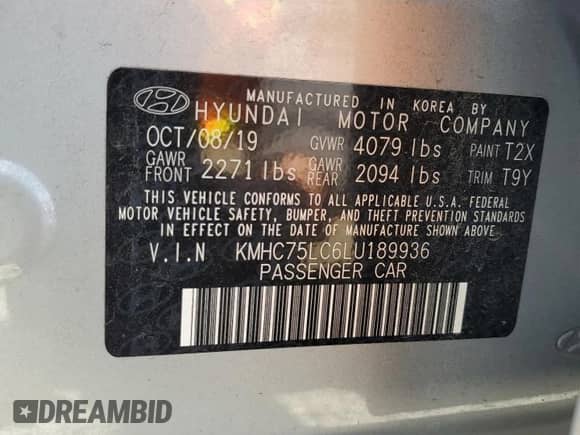 MANUFACTURED IN KOREA BY
HYUNDAI MOTOR COMPANY
OCT/08/19 GVWR 4079 lbs PAINT T2X
GAWR FRONT 2271 lbs GAWR REAR 2094 lbs TRIM T9Y
THIS VEHICLE CONFORMS TO ALL APPLICABLE U.S.A. FEDERAL
MOTOR VEHICLE SAFETY, BUMPER, AND THEFT PREVENTION STANDARDS
IN EFFECT ON THE DATE OF MANUFACTURE SHOWN ABOVE.
V.I.N KMHC75LC6LU189936
PASSENGER CAR
DREAMBID